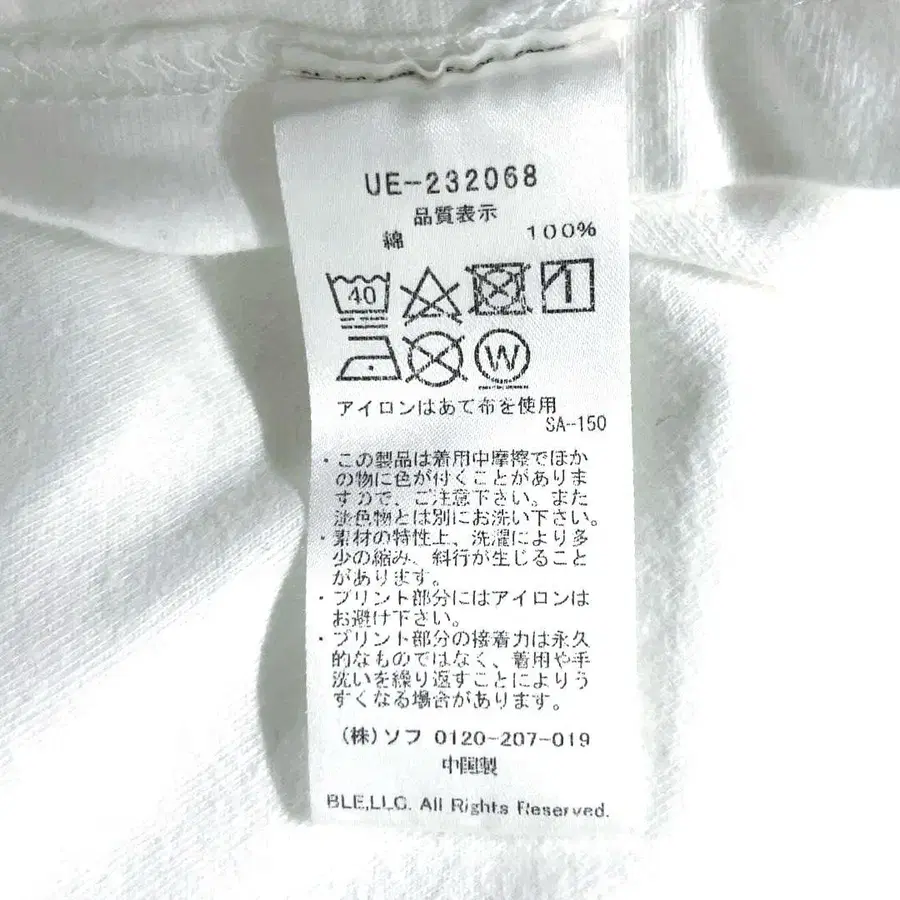 UE-232068
品質表示
綿 100%
40
W
アイロンはあて布を使用
SA-150
・この製品は着用中摩擦でほか
の物に色が付くことがありま
すので、ご注意下さい。また
淡色物とは別にお洗い下さい。
・素材の特性上、洗濯により多
少の縮み、斜行が生じること
があります。
・プリント部分にはアイロンは
お避け下さい。
・プリント部分の接着力は永久
的なものではなく、着用や手
洗いを繰り返すことによりう
すくなる場合があります。
(株)ソフ 0120-207-019
中国製
BLE,LLC. All Rights Reserved.